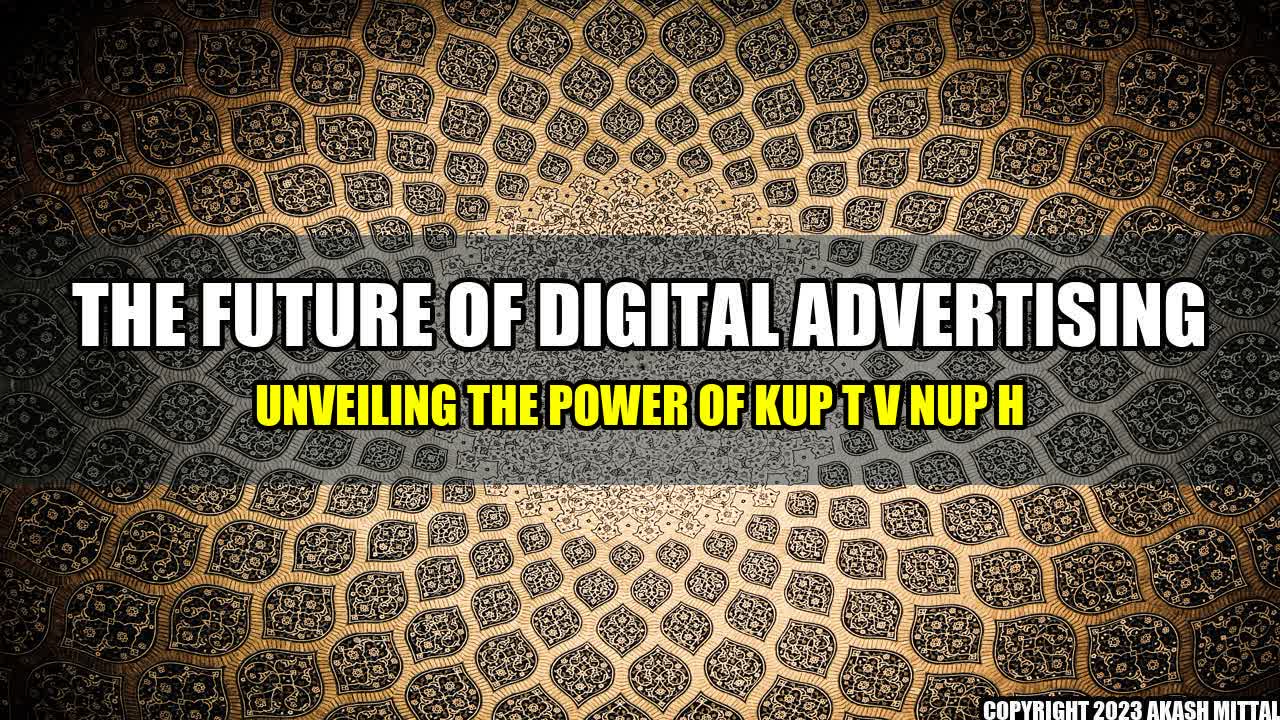 THE FUTURE OF DIGITAL ADVERTISING
UNVEILING THE POWER OF KUP T V NUP H
COPYRIGHT 2023 AKASH MITTAL